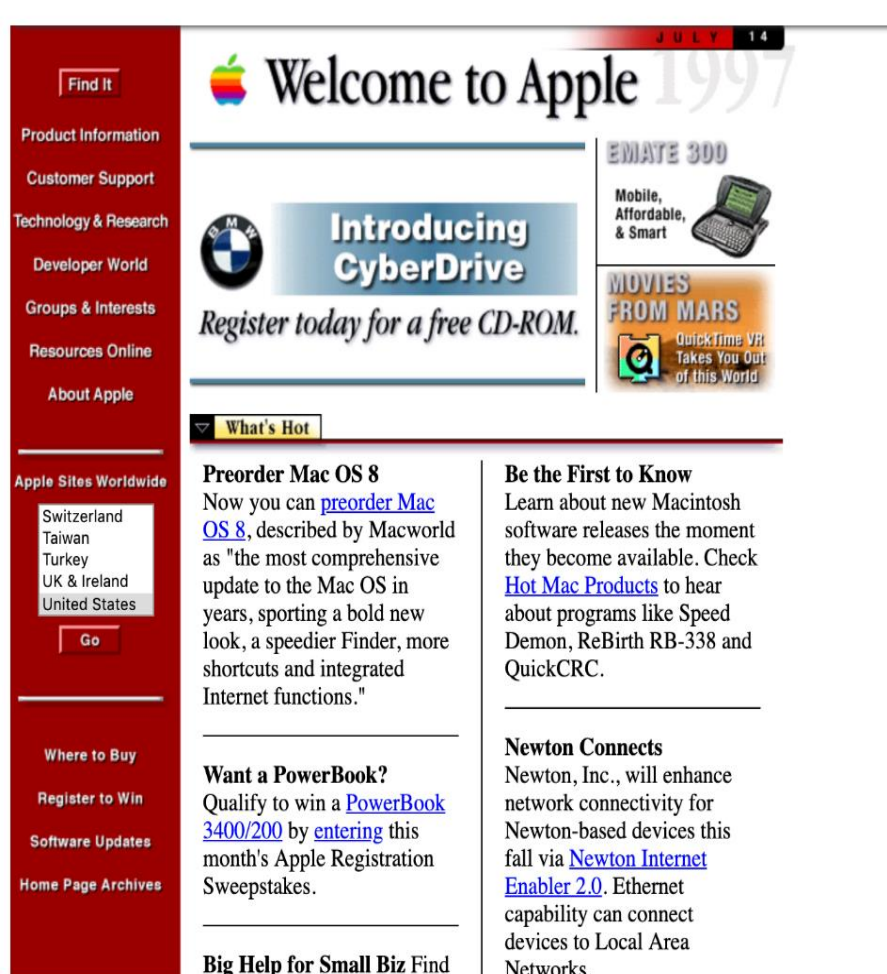 JULY 14
Welcome to Apple 1997
Find It
Product Information
Customer Support
Technology & Research
Developer World
Groups & Interests
Resources Online
About Apple
Apple Sites Worldwide
Switzerland
Taiwan
Turkey
UK & Ireland
United States
Go
Where to Buy
Register to Win
Software Updates
Home Page Archives
BMW
Introducing
CyberDrive
Register today for a free CD-ROM.
EMATE 300
Mobile,
Affordable,
& Smart
MOVIES
FROM MARS
QuickTime VR
Takes You Out
of this World
What's Hot
Preorder Mac OS 8
Now you can preorder Mac
OS 8, described by Macworld
as "the most comprehensive
update to the Mac OS in
years, sporting a bold new
look, a speedier Finder, more
shortcuts and integrated
Internet functions."
Want a PowerBook?
Qualify to win a PowerBook
3400/200 by entering this
month's Apple Registration
Sweepstakes.
Big Help for Small Biz Find
Be the First to Know
Learn about new Macintosh
software releases the moment
they become available. Check
Hot Mac Products to hear
about programs like Speed
Demon, ReBirth RB-338 and
QuickCRC.
Newton Connects
Newton, Inc., will enhance
network connectivity for
Newton-based devices this
fall via Newton Internet
Enabler 2.0. Ethernet
capability can connect
devices to Local Area
Networks